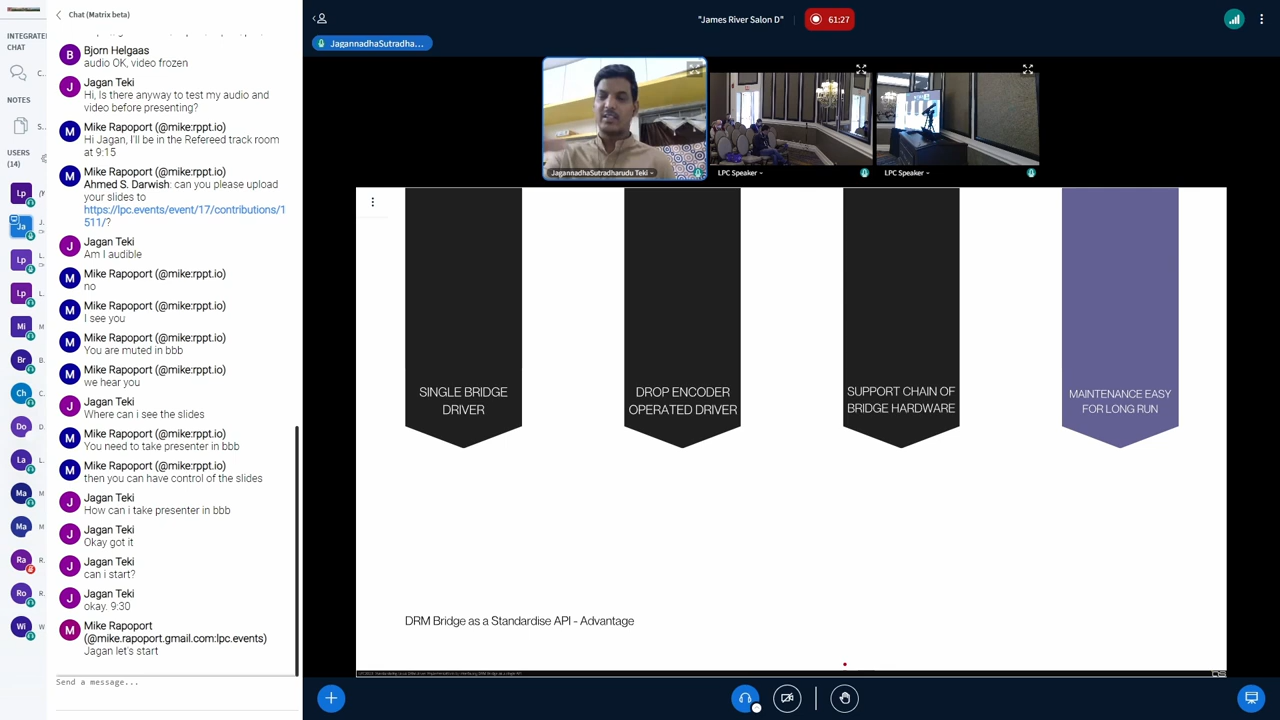 Chat (Matrix beta)
INTEGRATE
CHAT
C..
NOTES
S..
USERS
(14)
Bjorn Helgaas
audio OK, video frozen
Jagan Teki
Hi, Is there anyway to test my audio and
video before presenting?
Mike Rapoport (@mike:rppt.io)
Hi Jagan, I'll be in the Refereed track room
at 9:15
Mike Rapoport (@mike:rppt.io)
Ahmed S. Darwish: can you please upload
your slides to
https://lpc.events/event/17/contributions/1
511/?
Jagan Teki
Am I audible
Mike Rapoport (@mike:rppt.io)
no
Mike Rapoport (@mike:rppt.io)
I see you
Mike Rapoport (@mike:rppt.io)
You are muted in bbb
Mike Rapoport (@mike:rppt.io)
we hear you
Jagan Teki
Where can i see the slides
Mike Rapoport (@mike:rppt.io)
You need to take presenter in bbb
Mike Rapoport (@mike:rppt.io)
then you can have control of the slides
Jagan Teki
How can i take presenter in bbb
Jagan Teki
Okay got it
Jagan Teki
can i start?
Jagan Teki
okay. 9:30
Mike Rapoport
(@mike.rapoport.gmail.com:lpc.events)
Jagan let's start
Send a message...
"James River Salon D"
61:27
JagannadhaSutradha...
JagannadhaSutradharudu Teki
LPC Speaker
LPC Speaker
SINGLE BRIDGE
DRIVER
DROP ENCODER
OPERATED DRIVER
SUPPORT CHAIN OF
BRIDGE HARDWARE
MAINTENANCE EASY
FOR LONG RUN
DRM Bridge as a Standardise API - Advantage